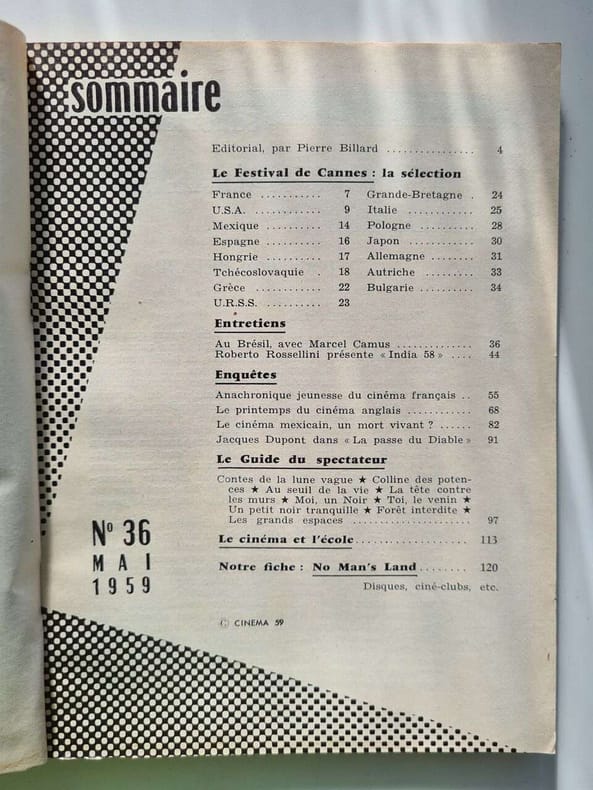 sommaire
Editorial, par Pierre Billard ................ 4
Le Festival de Cannes : la sélection
France ........... 7
U.S.A. ............ 9
Mexique .......... 14
Espagne .......... 16
Hongrie .......... 17
Tchécoslovaquie . 18
Grèce ............ 22
U.R.S.S. .......... 23
Grande-Bretagne . 24
Italie ............ 25
Pologne .......... 28
Japon ............ 30
Allemagne ........ 31
Autriche ......... 33
Bulgarie .......... 34
Entretiens
Au Brésil, avec Marcel Camus .............. 36
Roberto Rossellini présente « India 58 » .... 44
Enquêtes
Anachronique jeunesse du cinéma français .. 55
Le printemps du cinéma anglais ............ 68
Le cinéma mexicain, un mort vivant ? ...... 82
Jacques Dupont dans « La passe du Diable » 91
Le Guide du spectateur
Contes de la lune vague ★ Colline des poten-
ces ★ Au seuil de la vie ★ La tête contre
les murs ★ Moi, un Noir ★ Toi, le venin ★
Un petit noir tranquille ★ Forêt interdite ★
Les grands espaces ...................... 97
Le cinéma et l'école.................. 113
Notre fiche : No Man's Land........ 120
Disques, ciné-clubs, etc.
N° 36
MAI
1959
© CINEMA 59